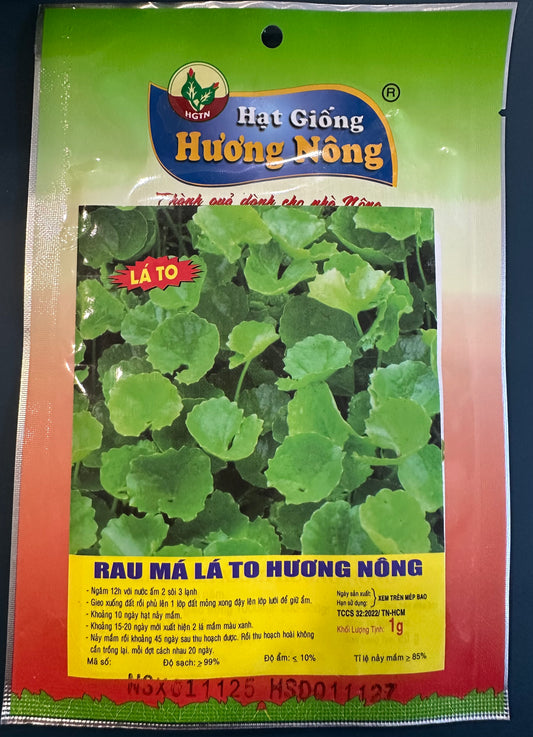 HGTN
Hạt Giống
Hương Nông
®
Thành quả dành cho nhà Nông
LÁ TO
RAU MÁ LÁ TO HƯƠNG NÔNG
- Ngâm 12h với nước ấm 2 sôi 3 lạnh
- Gieo xuống đất rồi phủ lên 1 lớp đất mỏng xong đậy lên lớp lưới để giữ ẩm.
- Khoảng 10 ngày hạt nảy mầm.
- Khoảng 15-20 ngày mới xuất hiện 2 lá mầm màu xanh.
- Nảy mầm rồi khoảng 45 ngày sau thu hoạch được. Rồi thu hoạch hoài không
cần trồng lại, mỗi đợt cách nhau 20 ngày.
Ngày sản xuất:
Hạn sử dụng:
XEM TRÊN MÉP BAO
TCCS 32:2022/ TN-HCM
Khối Lượng Tịnh: 1g
Mã số: Độ sạch: ≥ 99% Độ ẩm: ≤ 10% Tỉ lệ nảy mầm ≥ 85%
NSX011125 HSD011127